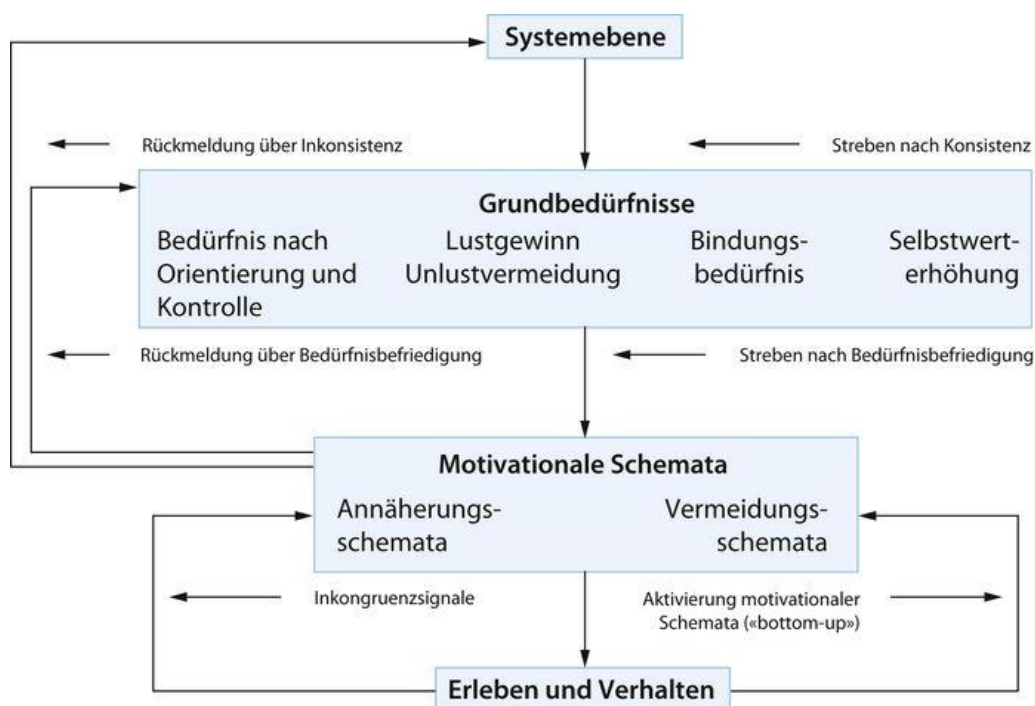 Systemebene
Rückmeldung über Inkonsistenz
Streben nach Konsistenz
Grundbedürfnisse
Bedürfnis nach
Orientierung und
Kontrolle
Lustgewinn
Unlustvermeidung
Bindungs-
bedürfnis
Selbstwert-
erhöhung
Rückmeldung über Bedürfnisbefriedigung
Streben nach Bedürfnisbefriedigung
Motivationale Schemata
Annäherungs-
schemata
Vermeidungs-
schemata
Inkongruenzsignale
Aktivierung motivationaler
Schemata («bottom-up»)
Erleben und Verhalten